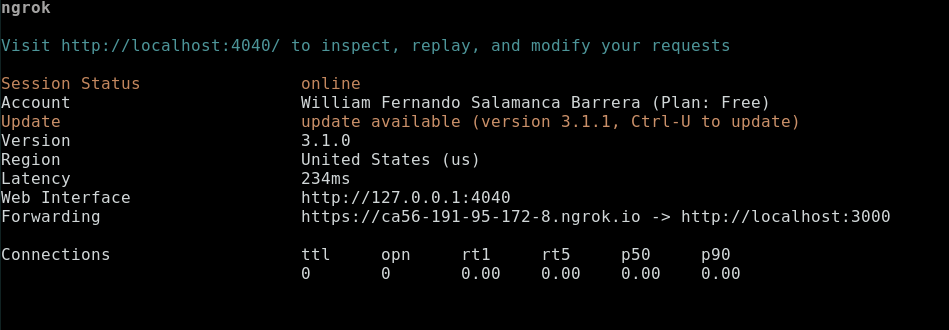 ngrok
Visit http://localhost:4040/ to inspect, replay, and modify your requests
Session Status online
Account William Fernando Salamanca Barrera (Plan: Free)
Update update available (version 3.1.1, Ctrl-U to update)
Version 3.1.0
Region United States (us)
Latency 234ms
Web Interface http://127.0.0.1:4040
Forwarding https://ca56-191-95-172-8.ngrok.io -> http://localhost:3000
Connections ttl opn rt1 rt5 p50 p90
0 0 0.00 0.00 0.00 0.00